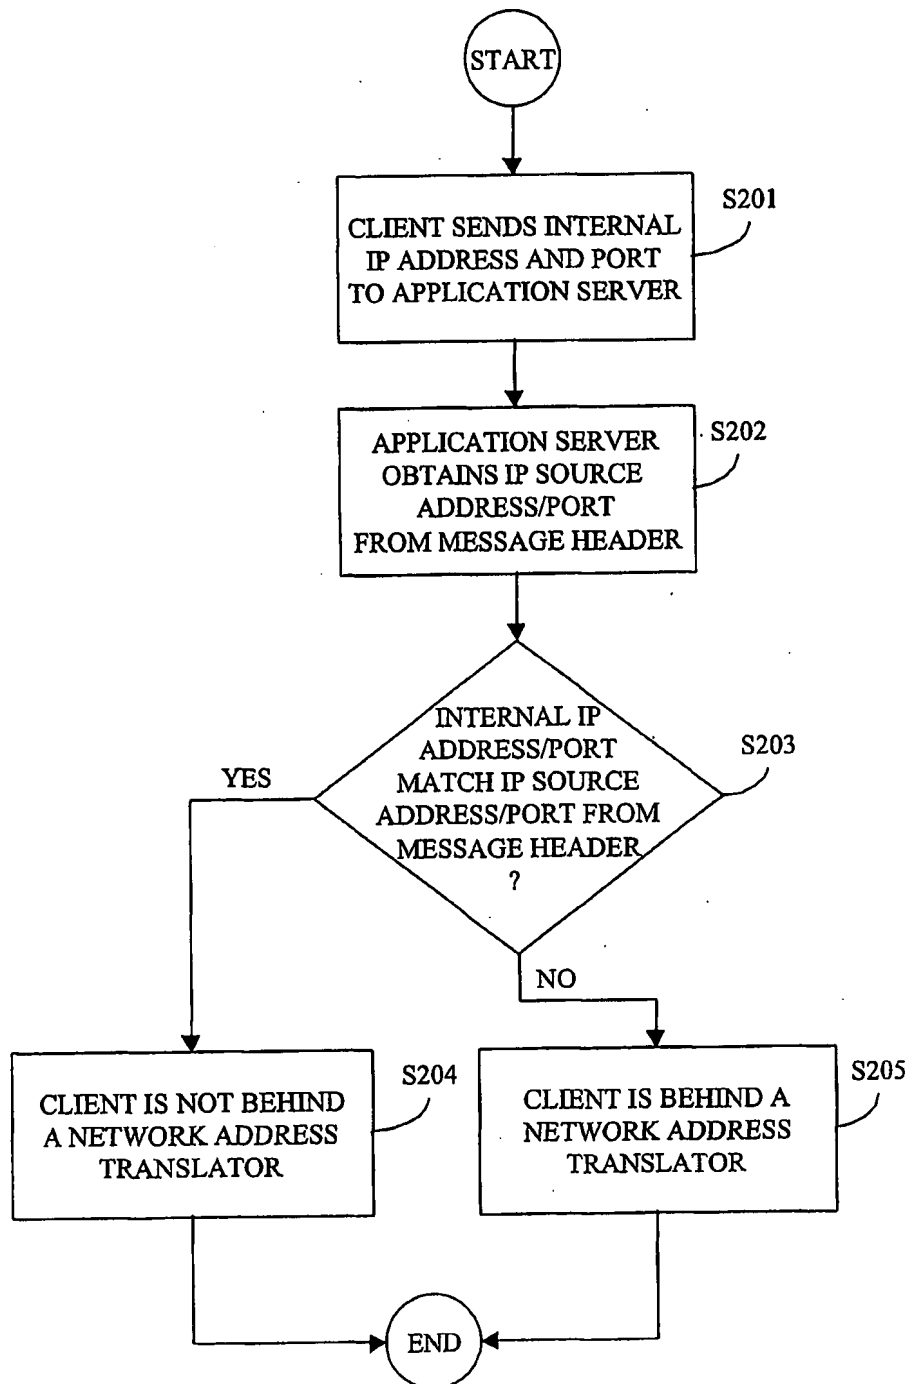 START
S201
CLIENT SENDS INTERNAL
IP ADDRESS AND PORT
TO APPLICATION SERVER
S202
APPLICATION SERVER
OBTAINS IP SOURCE
ADDRESS/PORT
FROM MESSAGE HEADER
S203
INTERNAL IP
ADDRESS/PORT
MATCH IP SOURCE
ADDRESS/PORT FROM
MESSAGE HEADER
?
YES
NO
S204
CLIENT IS NOT BEHIND
A NETWORK ADDRESS
TRANSLATOR
S205
CLIENT IS BEHIND A
NETWORK ADDRESS
TRANSLATOR
END